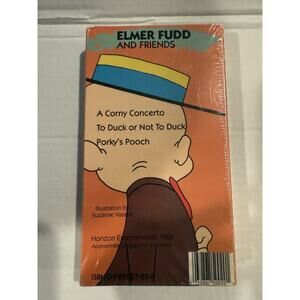 ELMER FUDD
AND FRIENDS
A Corny Concerto
To Duck or Not To Duck
Porky's Pooch
Illustration by
Suzanne
Horizon Entertainment 1989
Approximate